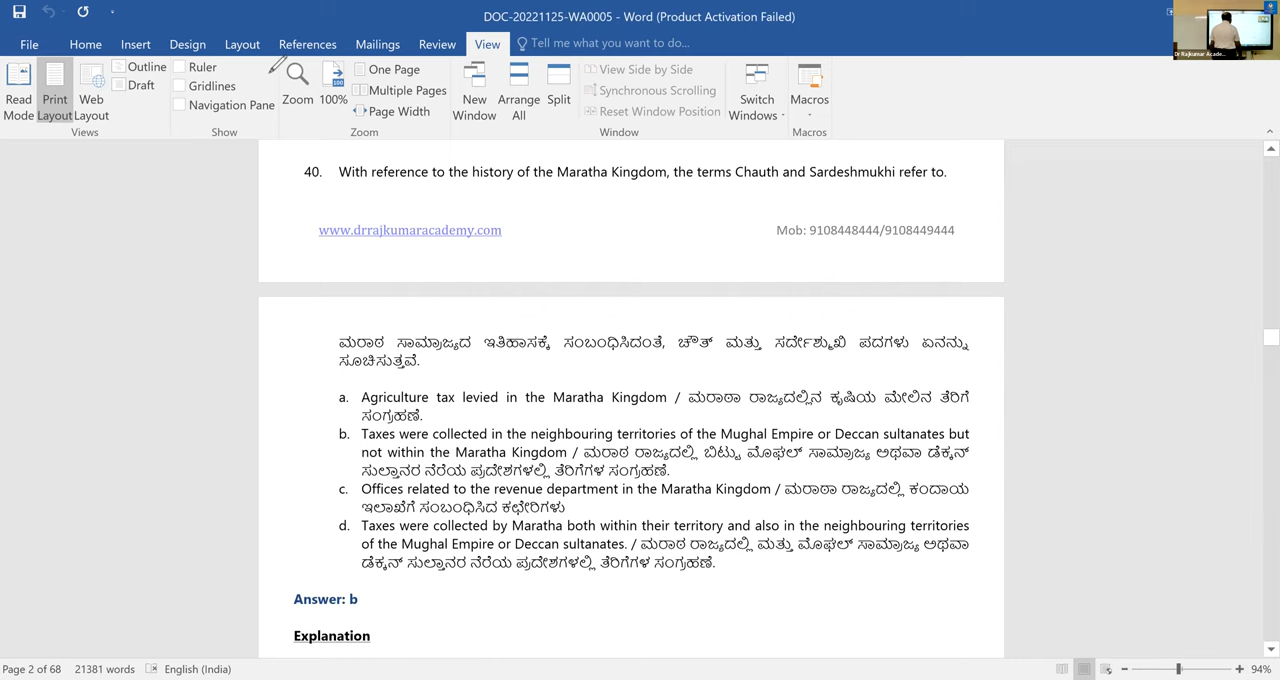 DOC-20221125-WA0005 - Word (Product Activation Failed)
File Home Insert Design Layout References Mailings Review View Tell me what you want to do...
Read Mode
Print Layout
Web Layout
Outline
Draft
Views
Ruler
Gridlines
Navigation Pane
Show
Zoom
100%
One Page
Multiple Pages
Page Width
Zoom
New Window
Arrange All
Split
View Side by Side
Synchronous Scrolling
Reset Window Position
Window
Switch Windows
Macros
Macros
Dr Rajkumar Acade...
40. With reference to the history of the Maratha Kingdom, the terms Chauth and Sardeshmukhi refer to.
www.drrajkumaracademy.com Mob: 9108448444/9108449444
ಮರಾಠ ಸಾಮ್ರಾಜ್ಯದ ಇತಿಹಾಸಕ್ಕೆ ಸಂಬಂಧಿಸಿದಂತೆ, ಚೌತ್ ಮತ್ತು ಸರ್ದೇಶ್ಮುಖಿ ಪದಗಳು ಏನನ್ನು
ಸೂಚಿಸುತ್ತವೆ.
a. Agriculture tax levied in the Maratha Kingdom / ಮರಾಠಾ ರಾಜ್ಯದಲ್ಲಿನ ಕೃಷಿಯ ಮೇಲಿನ ತೆರಿಗೆ
ಸಂಗ್ರಹಣೆ.
b. Taxes were collected in the neighbouring territories of the Mughal Empire or Deccan sultanates but
not within the Maratha Kingdom / ಮರಾಠ ರಾಜ್ಯದಲ್ಲಿ ಬಿಟ್ಟು ಮೊಘಲ್ ಸಾಮ್ರಾಜ್ಯ ಅಥವಾ ಡೆಕ್ಕನ್
ಸುಲ್ತಾನರ ನೆರೆಯ ಪ್ರದೇಶಗಳಲ್ಲಿ ತೆರಿಗೆಗಳ ಸಂಗ್ರಹಣೆ.
c. Offices related to the revenue department in the Maratha Kingdom / ಮರಾಠಾ ರಾಜ್ಯದಲ್ಲಿ ಕಂದಾಯ
ಇಲಾಖೆಗೆ ಸಂಬಂಧಿಸಿದ ಕಛೇರಿಗಳು
d. Taxes were collected by Maratha both within their territory and also in the neighbouring territories
of the Mughal Empire or Deccan sultanates. / ಮರಾಠ ರಾಜ್ಯದಲ್ಲಿ ಮತ್ತು ಮೊಘಲ್ ಸಾಮ್ರಾಜ್ಯ ಅಥವಾ
ಡೆಕ್ಕನ್ ಸುಲ್ತಾನರ ನೆರೆಯ ಪ್ರದೇಶಗಳಲ್ಲಿ ತೆರಿಗೆಗಳ ಸಂಗ್ರಹಣೆ.
Answer: b
Explanation
Page 2 of 68 21381 words English (India) 94%